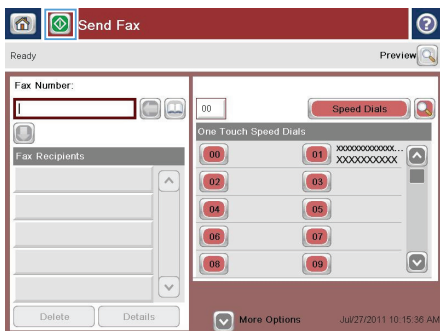 Send Fax
?
Ready
Preview
Fax Number:
00
Speed Dials
One Touch Speed Dials
Fax Recipients
00
01
xxxxxxxxxxxxx...
XXXXXXXXXX
02
03
04
05
06
07
08
09
Delete
Details
More Options
Jul/27/2011 10:15:36 AM